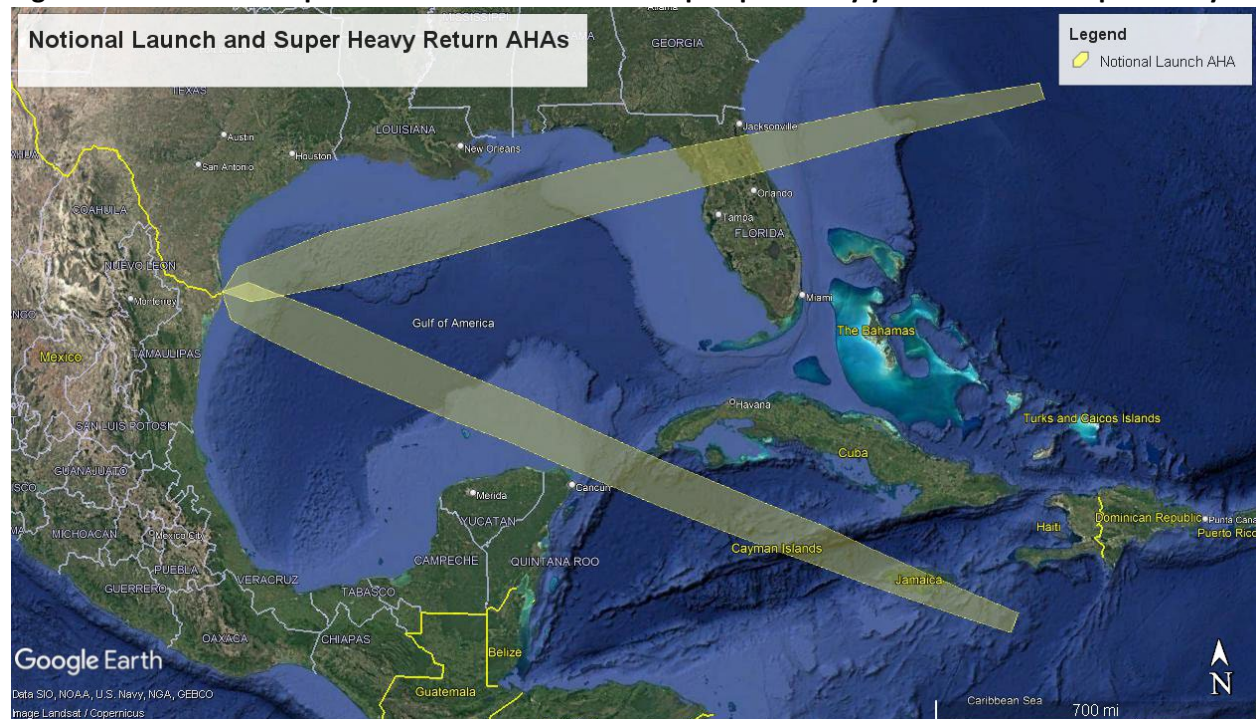 Notional Launch and Super Heavy Return AHAs
Legend
Notional Launch AHA
MISSISSIPPI
GEORGIA
TEXAS
LOUISIANA
Jacksonville
Austin
Houston
New Orleans
San Antonio
Orlando
COAHUILA
Tampa
FLORIDA
NUEVO LEON
Monterrey
Miami
Gulf of America
The Bahamas
Mexico
TAMAULIPAS
Havana
Turks and Caicos Islands
SAN LUIS POTOSI
Cuba
GUANAJUATO
Merida
Cancun
YUCATAN
Dominican Republic
Punta Cana
Haiti
Puerto Rico
MICHOACAN
Mexico City
Cayman Islands
CAMPECHE
QUINTANA ROO
PUEBLA
VERACRUZ
Jamaica
GUERRERO
TABASCO
OAXACA
CHIAPAS
Belize
Google Earth
N
Data SIO, NOAA, U.S. Navy, NGA, GEBCO
Guatemala
Caribbean Sea
700 mi
Image Landsat / Copernicus